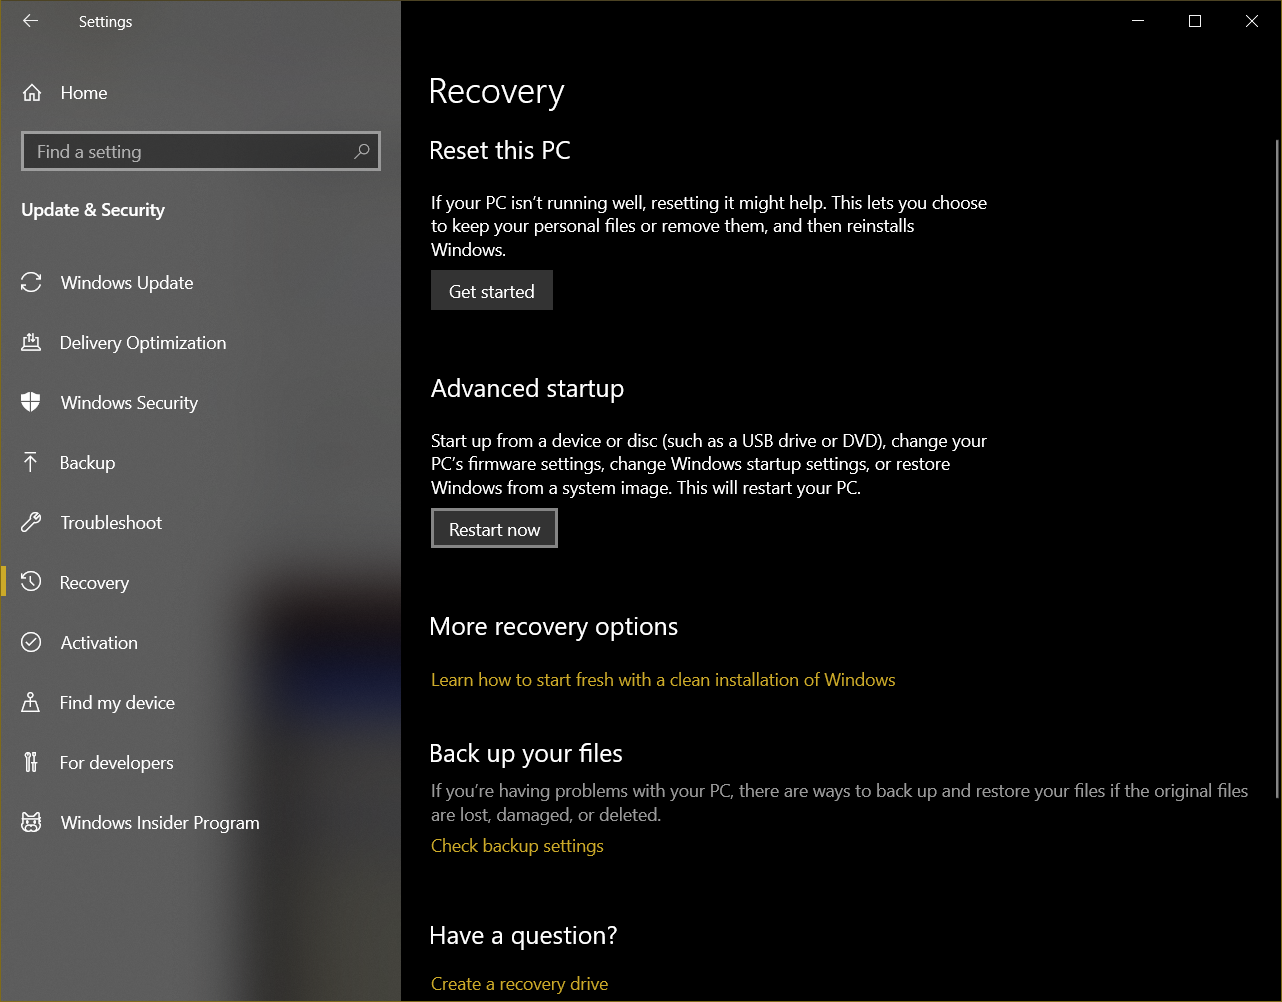 Settings
Home
Find a setting
Update & Security
Windows Update
Delivery Optimization
Windows Security
Backup
Troubleshoot
Recovery
Activation
Find my device
For developers
Windows Insider Program
Recovery
Reset this PC
If your PC isn’t running well, resetting it might help. This lets you choose
to keep your personal files or remove them, and then reinstalls
Windows.
Get started
Advanced startup
Start up from a device or disc (such as a USB drive or DVD), change your
PC’s firmware settings, change Windows startup settings, or restore
Windows from a system image. This will restart your PC.
Restart now
More recovery options
Learn how to start fresh with a clean installation of Windows
Back up your files
If you’re having problems with your PC, there are ways to back up and restore your files if the original files
are lost, damaged, or deleted.
Check backup settings
Have a question?
Create a recovery drive